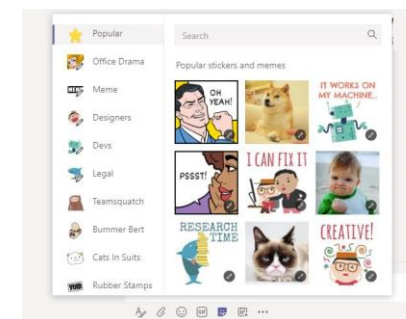 Popular
Office Drama
Meme
Designers
Devs
Legal
Teamsquatch
Bummer Bert
Cats In Suits
Rubber Stamps
Search
Popular stickers and memes
OH
YEAH!
IT WORKS ON
MY MACHINE...
PSSST!
I CAN FIX IT
RESEARCH
TIME
CREATIVE!
GIF